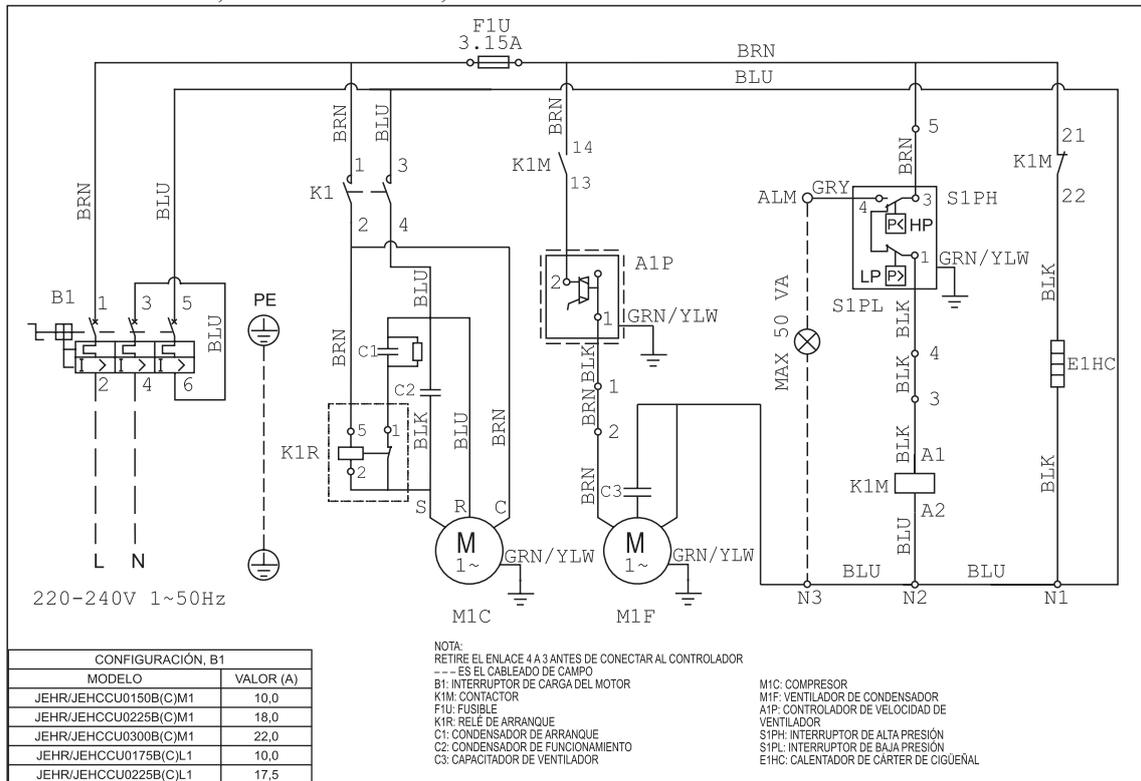 F1U
3.15A
BRN
BLU
BRN
BLU
BRN
BLU
BRN
1
3
K1
2
4
14
K1M
13
5
BRN
21
K1M
22
ALM
GRY
4
3
S1PH
P<
HP
1
LP
P>
GRN/YLW
S1PL
B1
1
3
5
BLU
2
4
6
PE
A1P
2
1
GRN/YLW
BLU
BRN
C1
C2
BLK
BLU
BRN
K1R
5
1
2
S
R
C
BLK
1
BRN
2
BRN
C3
MAX 50 VA
BLK
4
BLK
3
BLK
A1
K1M
A2
BLU
BLK
E1HC
BLK
M
1~
GRN/YLW
M1C
M
1~
GRN/YLW
M1F
BLU
BLU
N3
N2
N1
L
N
220-240V 1~50Hz
CONFIGURACIÓN, B1
MODELO VALOR (A)
JEHR/JEHCCU0150B(C)M1 10,0
JEHR/JEHCCU0225B(C)M1 18,0
JEHR/JEHCCU0300B(C)M1 22,0
JEHR/JEHCCU0175B(C)L1 10,0
JEHR/JEHCCU0225B(C)L1 17,5
NOTA:
RETIRE EL ENLACE 4 A 3 ANTES DE CONECTAR AL CONTROLADOR
---- ES EL CABLEADO DE CAMPO
B1: INTERRUPTOR DE CARGA DEL MOTOR
K1M: CONTACTOR
F1U: FUSIBLE
K1R: RELÉ DE ARRANQUE
C1: CONDENSADOR DE ARRANQUE
C2: CONDENSADOR DE FUNCIONAMIENTO
C3: CAPACITADOR DE VENTILADOR
M1C: COMPRESOR
M1F: VENTILADOR DE CONDENSADOR
A1P: CONTROLADOR DE VELOCIDAD DE
VENTILADOR
S1PH: INTERRUPTOR DE ALTA PRESIÓN
S1PL: INTERRUPTOR DE BAJA PRESIÓN
E1HC: CALENTADOR DE CÁRTER DE CIGÜEÑAL